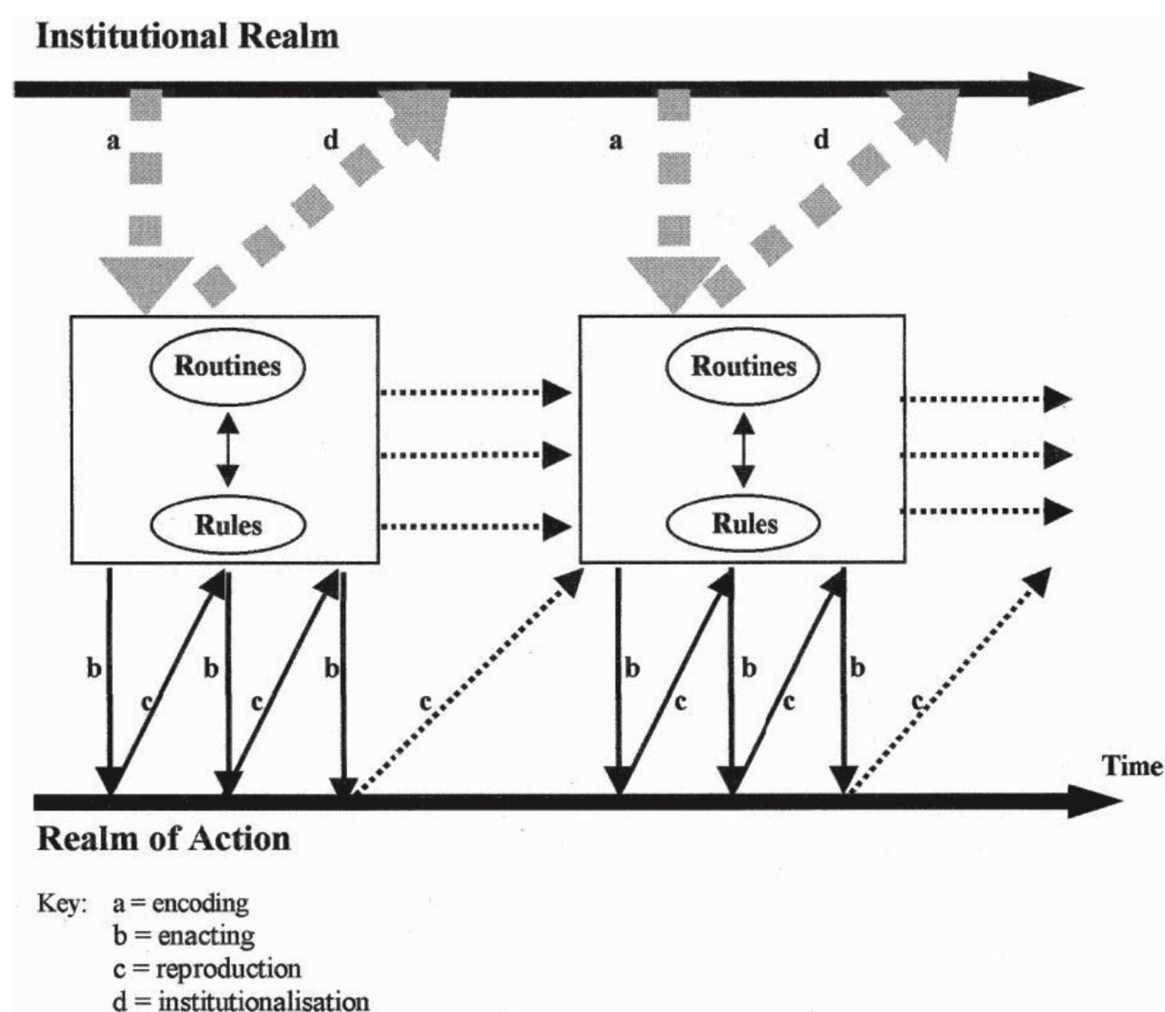 Institutional Realm
a
d
a
d
Routines
Routines
Rules
Rules
b
c
b
c
b
c
b
c
b
c
b
c
Time
Realm of Action
Key: a = encoding
b = enacting
c = reproduction
d = institutionalisation